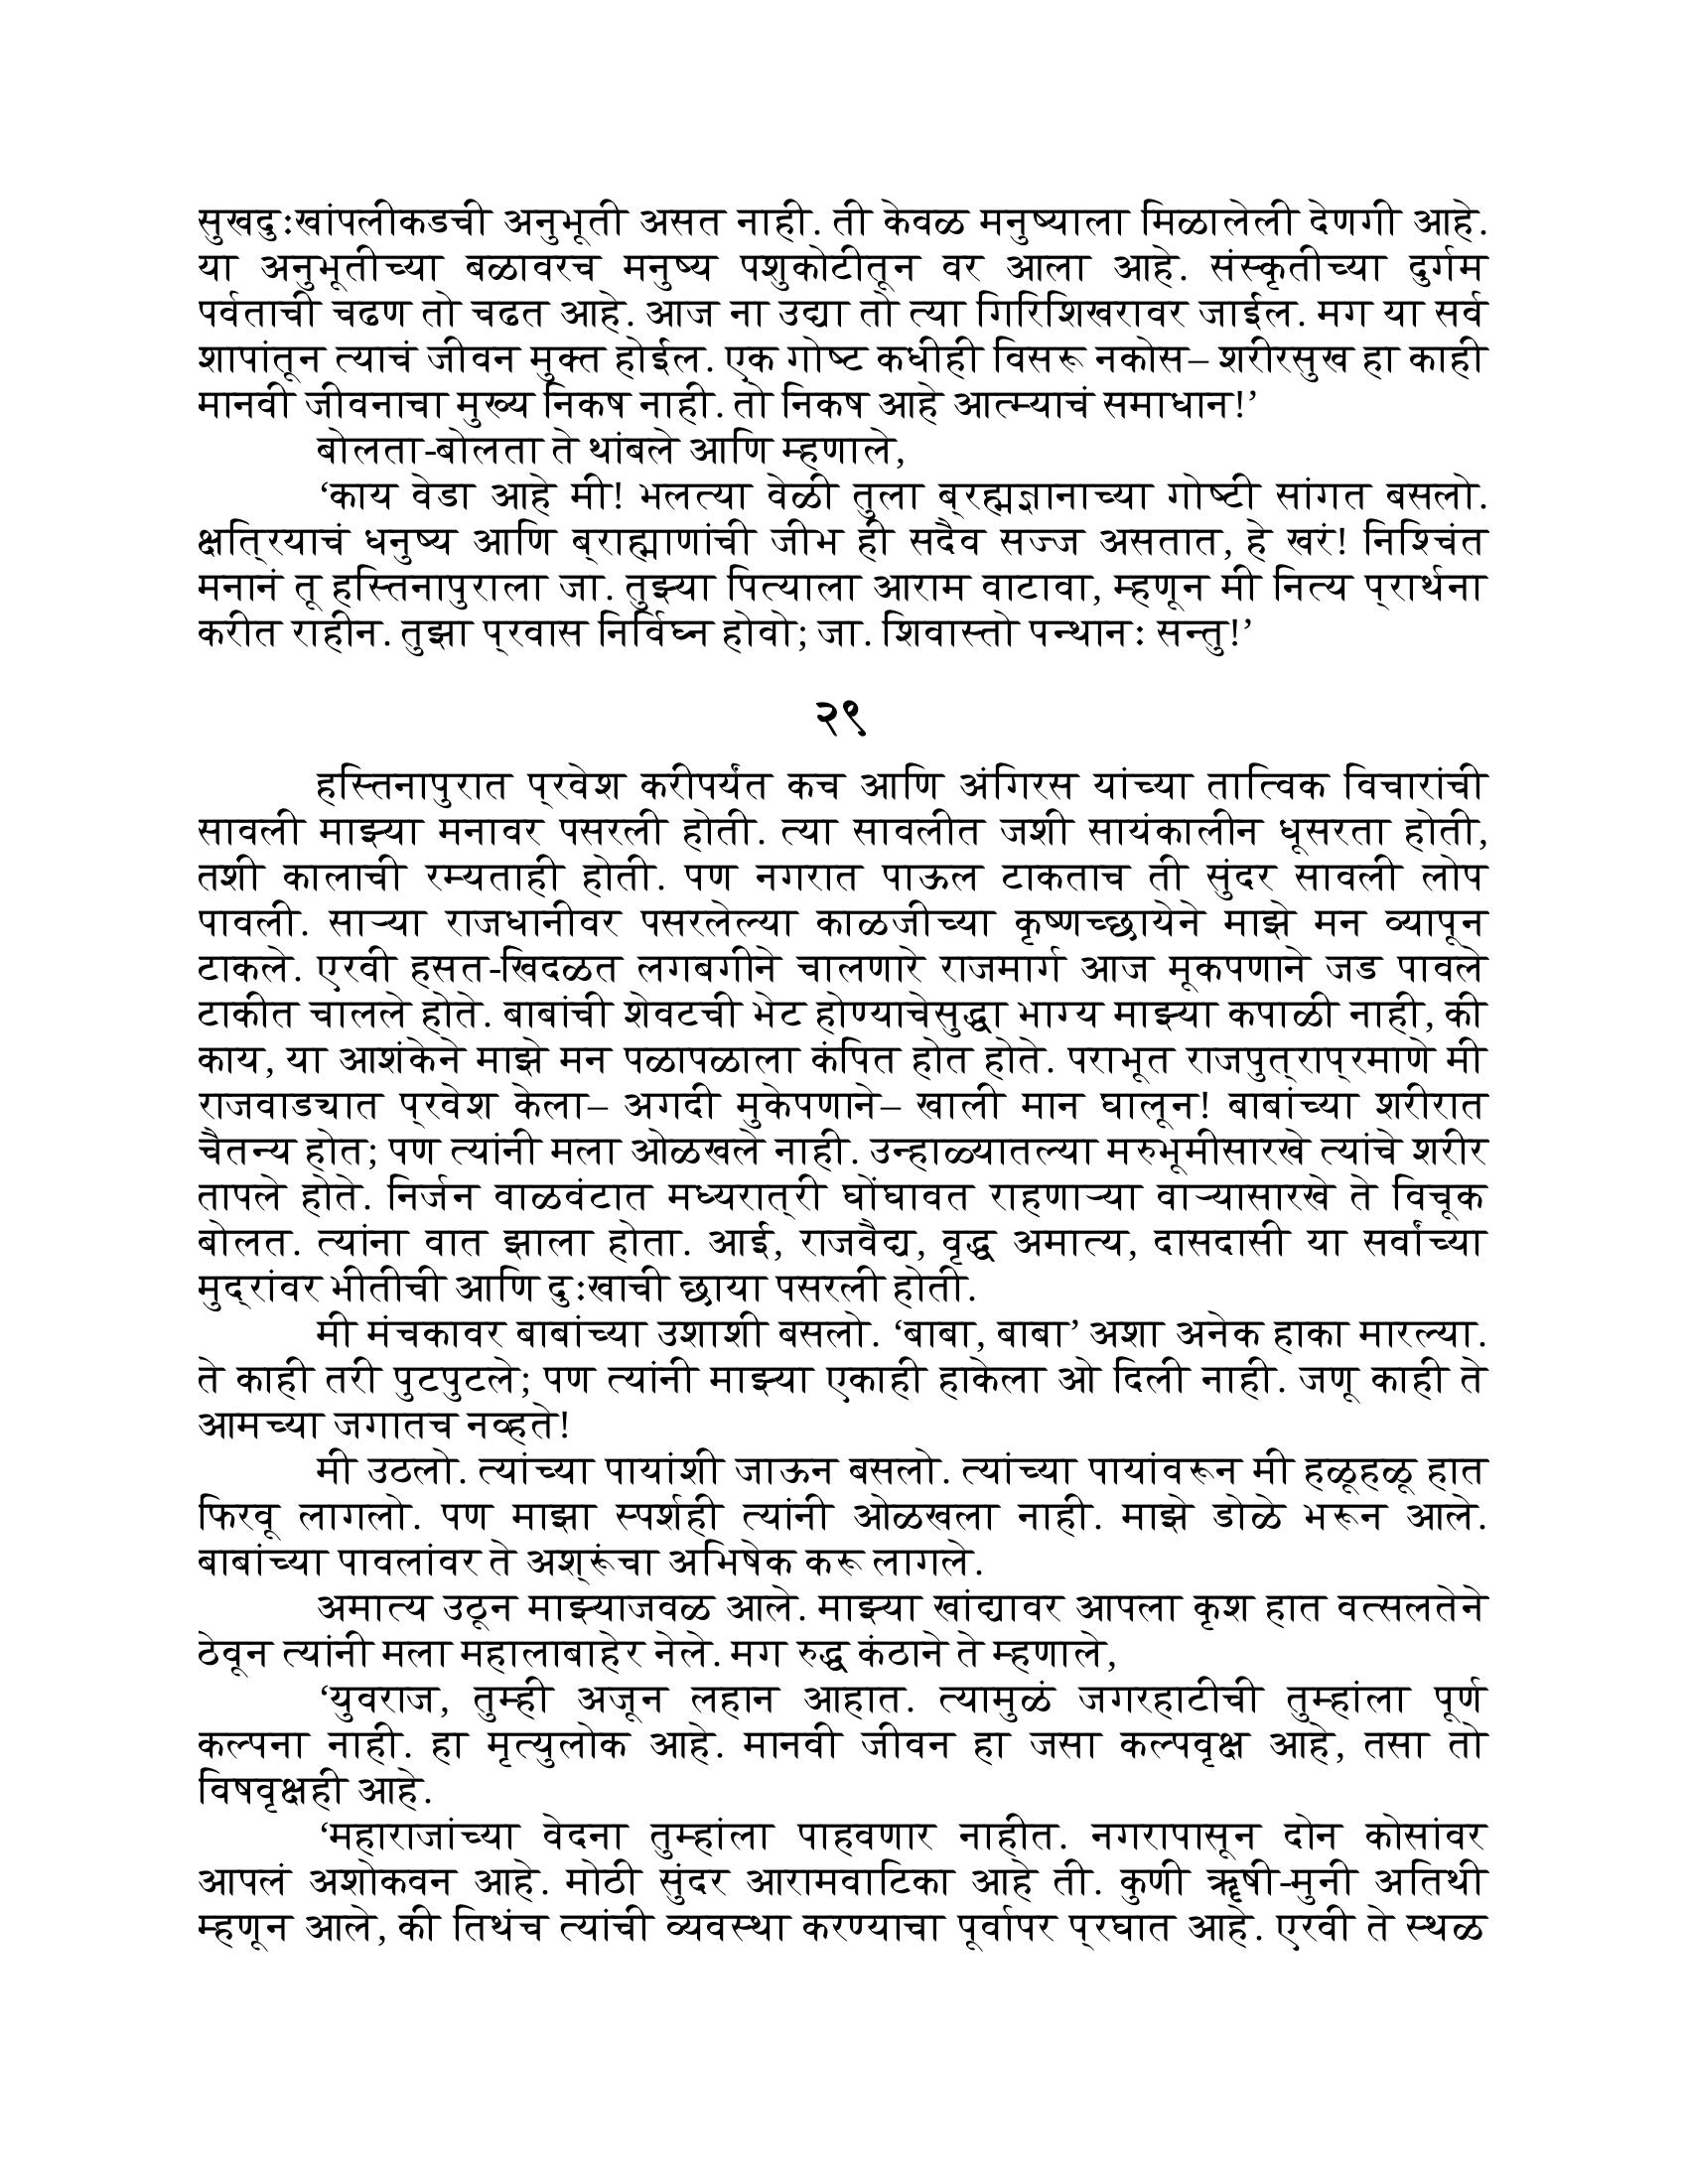 सुखदुःखांपलीकडची अनुभूती असत नाही. ती केवळ मनुष्याला मिळालेली देणगी आहे.
या अनुभूतीच्या बळावरच मनुष्य पशुकोटीतून वर आला आहे. संस्कृतीच्या दुर्गम
पर्वताची चढण तो चढत आहे. आज ना उद्या तो त्या गिरिशिखरावर जाईल. मग या सर्व
शापांतून त्याचं जीवन मुक्त होईल. एक गोष्ट कधीही विसरू नकोस– शरीरसुख हा काही
मानवी जीवनाचा मुख्य निकष नाही. तो निकष आहे आत्म्याचं समाधान!’
बोलता-बोलता ते थांबले आणि म्हणाले,
‘काय वेडा आहे मी! भलत्या वेळी तुला ब्रह्मज्ञानाच्या गोष्टी सांगत बसलो.
क्षत्रियाचं धनुष्य आणि ब्राह्माणांची जीभ ही सदैव सज्ज असतात, हे खरं! निश्चिंत
मनानं तू हस्तिनापुराला जा. तुझ्या पित्याला आराम वाटावा, म्हणून मी नित्य प्रार्थना
करीत राहीन. तुझा प्रवास निर्विघ्न होवो; जा. शिवास्तो पन्थानः सन्तु!’
२९
हस्तिनापुरात प्रवेश करीपर्यंत कच आणि अंगिरस यांच्या तात्विक विचारांची
सावली माझ्या मनावर पसरली होती. त्या सावलीत जशी सायंकालीन धूसरता होती,
तशी कालाची रम्यताही होती. पण नगरात पाऊल टाकताच ती सुंदर सावली लोप
पावली. साऱ्या राजधानीवर पसरलेल्या काळजीच्या कृष्णच्छायेने माझे मन व्यापून
टाकले. एरवी हसत-खिदळत लगबगीने चालणारे राजमार्ग आज मूकपणाने जड पावले
टाकीत चालले होते. बाबांची शेवटची भेट होण्याचेसुद्धा भाग्य माझ्या कपाळी नाही, की
काय, या आशंकेने माझे मन पळापळाला कंपित होत होते. पराभूत राजपुत्राप्रमाणे मी
राजवाड्यात प्रवेश केला– अगदी मुकेपणाने– खाली मान घालून! बाबांच्या शरीरात
चैतन्य होत; पण त्यांनी मला ओळखले नाही. उन्हाळ्यातल्या मरुभूमीसारखे त्यांचे शरीर
तापले होते. निर्जन वाळवंटात मध्यरात्री घोंघावत राहणाऱ्या वाऱ्यासारखे ते विचूक
बोलत. त्यांना वात झाला होता. आई, राजवैद्य, वृद्ध अमात्य, दासदासी या सर्वांच्या
मुद्रांवर भीतीची आणि दुःखाची छाया पसरली होती.
मी मंचकावर बाबांच्या उशाशी बसलो. ‘बाबा, बाबा’ अशा अनेक हाका मारल्या.
ते काही तरी पुटपुटले; पण त्यांनी माझ्या एकाही हाकेला ओ दिली नाही. जणू काही ते
आमच्या जगातच नव्हते!
मी उठलो. त्यांच्या पायांशी जाऊन बसलो. त्यांच्या पायांवरून मी हळूहळू हात
फिरवू लागलो. पण माझा स्पर्शही त्यांनी ओळखला नाही. माझे डोळे भरून आले.
बाबांच्या पावलांवर ते अश्रूंचा अभिषेक करू लागले.
अमात्य उठून माझ्याजवळ आले. माझ्या खांद्यावर आपला कृश हात वत्सलतेने
ठेवून त्यांनी मला महालाबाहेर नेले. मग रुद्ध कंठाने ते म्हणाले,
‘युवराज, तुम्ही अजून लहान आहात. त्यामुळं जगरहाटीची तुम्हांला पूर्ण
कल्पना नाही. हा मृत्युलोक आहे. मानवी जीवन हा जसा कल्पवृक्ष आहे, तसा तो
विषवृक्षही आहे.
‘महाराजांच्या वेदना तुम्हांला पाहवणार नाहीत. नगरापासून दोन कोसांवर
आपलं अशोकवन आहे. मोठी सुंदर आरामवाटिका आहे ती. कुणी ॠषी-मुनी अतिथी
म्हणून आले, की तिथंच त्यांची व्यवस्था करण्याचा पूर्वापर प्रघात आहे. एरवी ते स्थळ